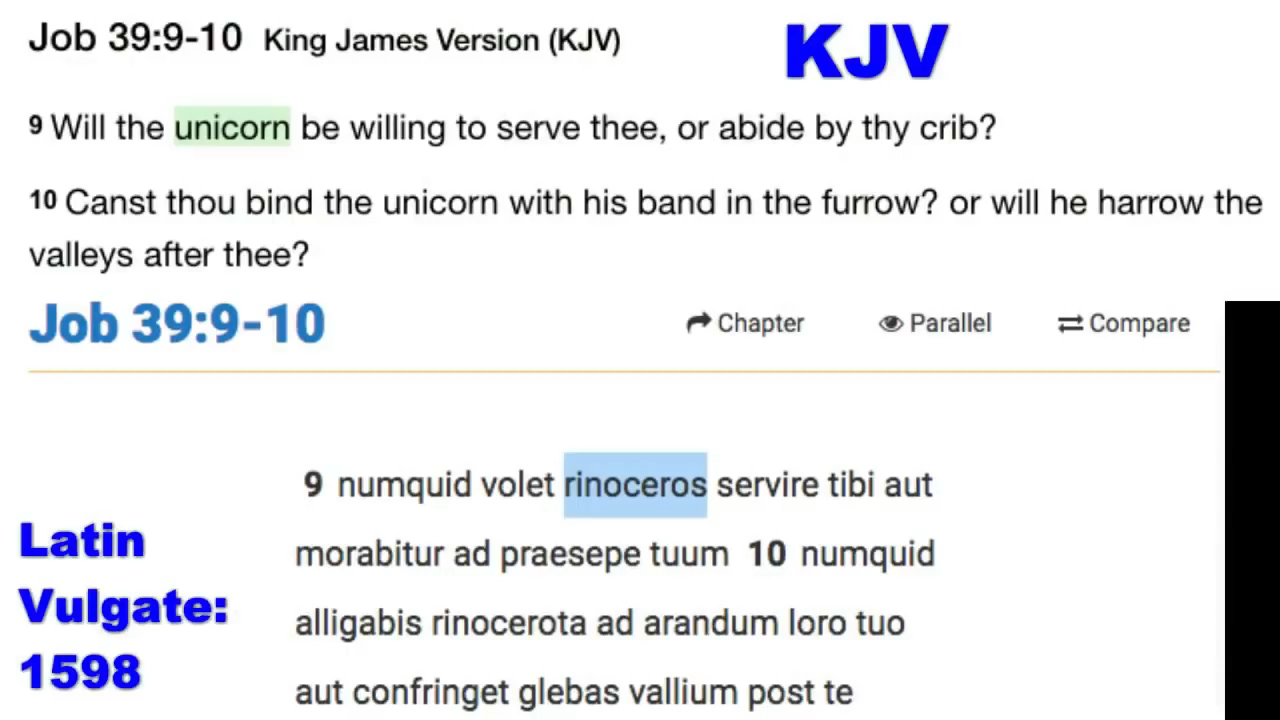 Job 39:9-10 King James Version (KJV)
KJV
9 Will the unicorn be willing to serve thee, or abide by thy crib?
10 Canst thou bind the unicorn with his band in the furrow? or will he harrow the
valleys after thee?
Job 39:9-10
Chapter
Parallel
Compare
9 numquid volet rinoceros servire tibi aut
morabitur ad praesepe tuum 10 numquid
alligabis rinocerota ad arandum loro tuo
aut confringet glebas vallium post te
Latin
Vulgate:
1598